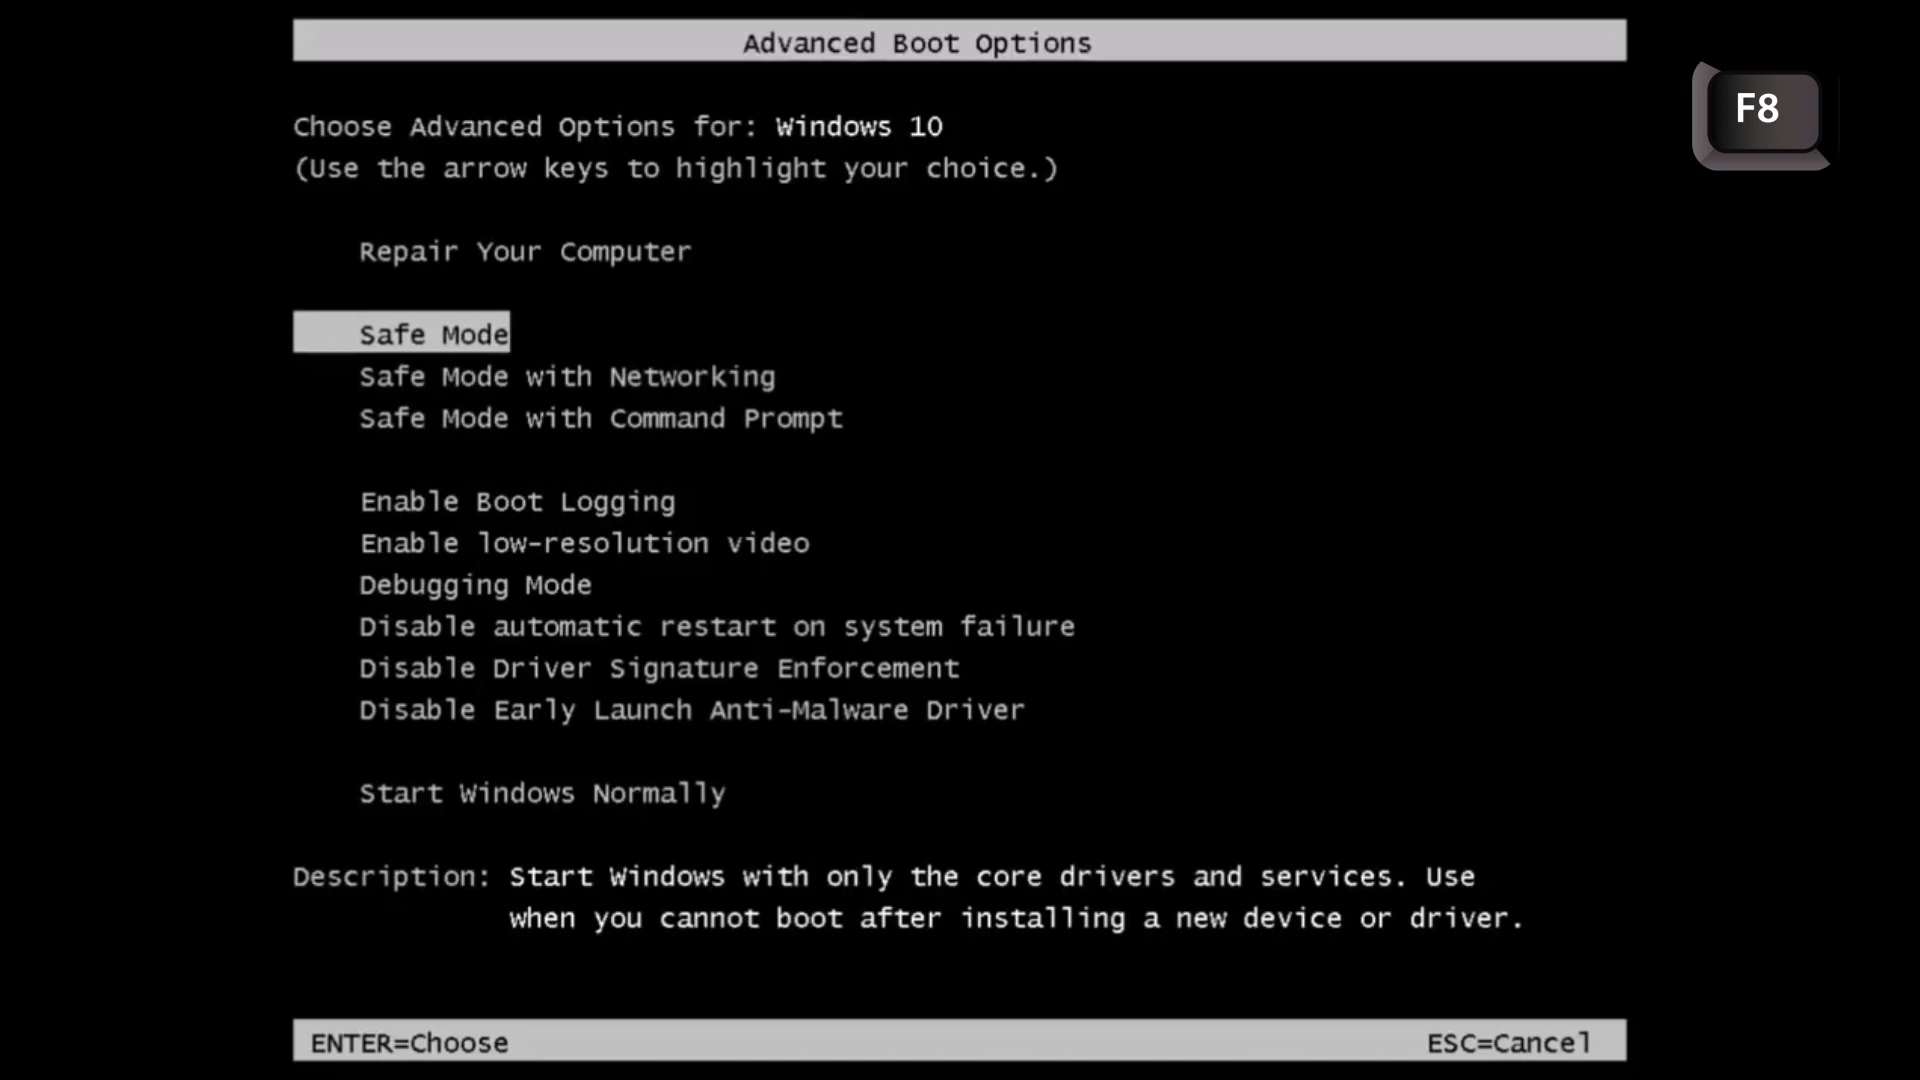 Advanced Boot Options
F8
Choose Advanced Options for: Windows 10
(Use the arrow keys to highlight your choice.)
Repair Your Computer
Safe Mode
Safe Mode with Networking
Safe Mode with Command Prompt
Enable Boot Logging
Enable low-resolution video
Debugging Mode
Disable automatic restart on system failure
Disable Driver Signature Enforcement
Disable Early Launch Anti-Malware Driver
Start Windows Normally
Description: Start Windows with only the core drivers and services. Use
when you cannot boot after installing a new device or driver.
ENTER=Choose ESC=Cancel